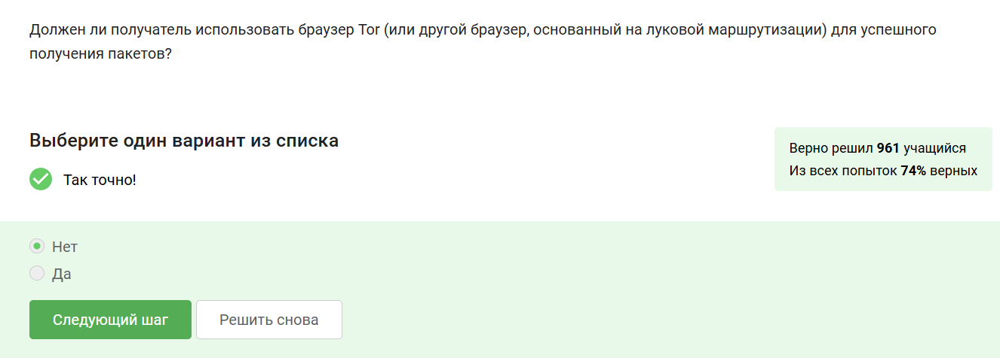 Должен ли получатель использовать браузер Tor (или другой браузер, основанный на луковой маршрутизации) для успешного
получения пакетов?
Выберите один вариант из списка
Так точно!
Верно решил 961 учащийся
Из всех попыток 74% верных
Нет
Да
Следующий шаг
Решить снова